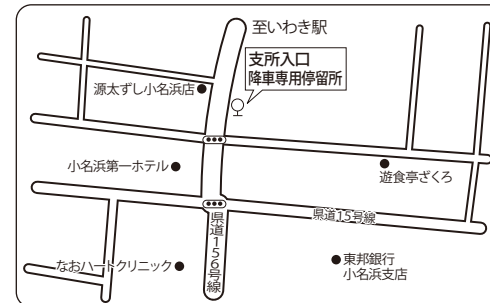 至いわき駅
支所入口
降車専用停留所
源太ずし小名浜店
小名浜第一ホテル
遊食亭ざくろ
県道15号線
県道156号線
なおハートクリニック
東邦銀行
小名浜支店